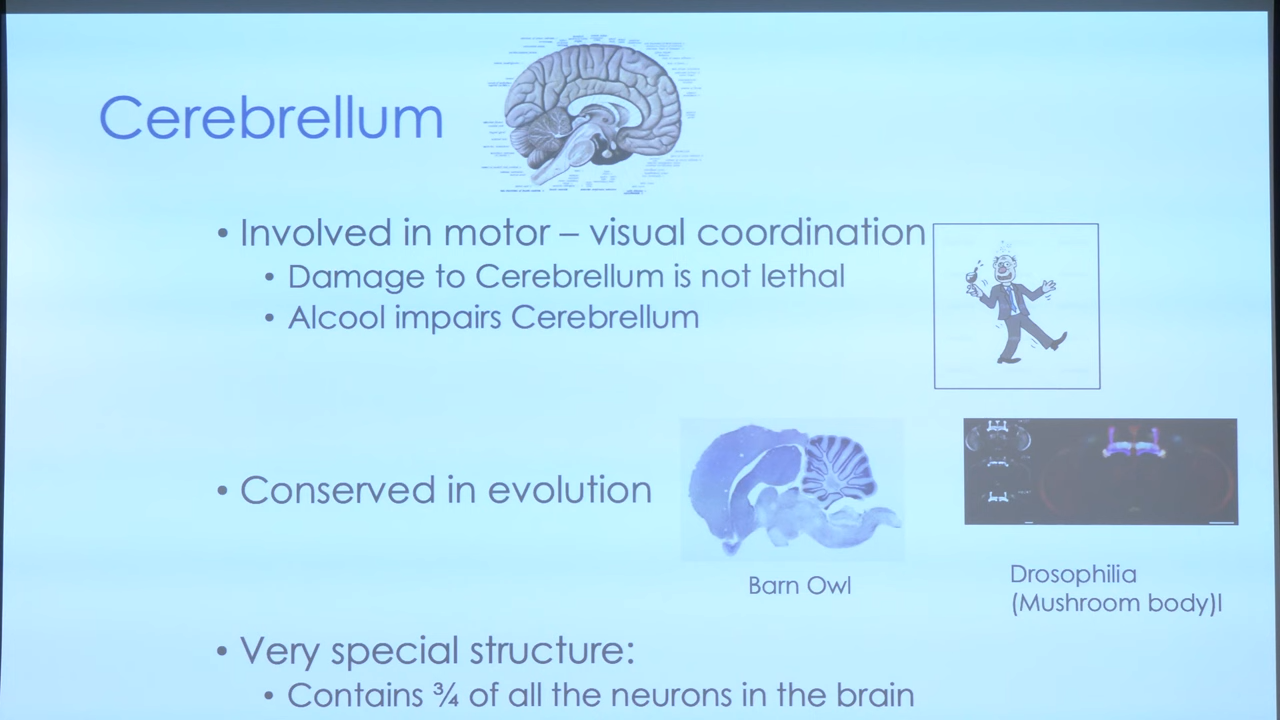 Cerebrellum
• Involved in motor – visual coordination
• Damage to Cerebrellum is not lethal
• Alcool impairs Cerebrellum
• Conserved in evolution
Barn Owl
Drosophilia
(Mushroom body)l
• Very special structure:
• Contains ¾ of all the neurons in the brain